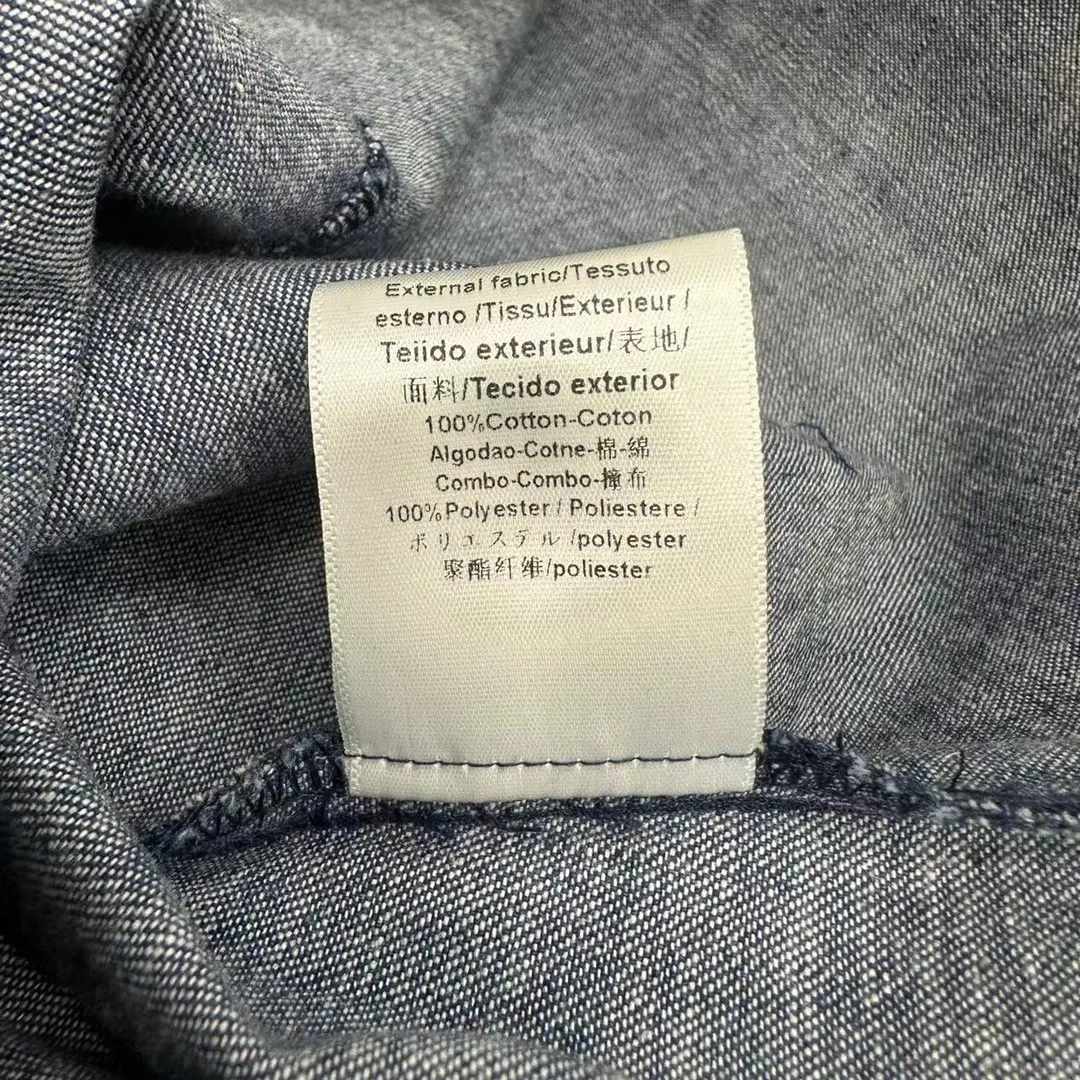 External fabric/Tessuto
esterno /Tissu/Exterieur /
Teiido exterieur/表地/
面料/Tecido exterior
100%Cotton-Coton
Algodao-Cotne-棉-綿
Combo-Combo-撞布
100%Polyester / Poliestere /
ポリエステル /polyester
聚酯纤维/poliester